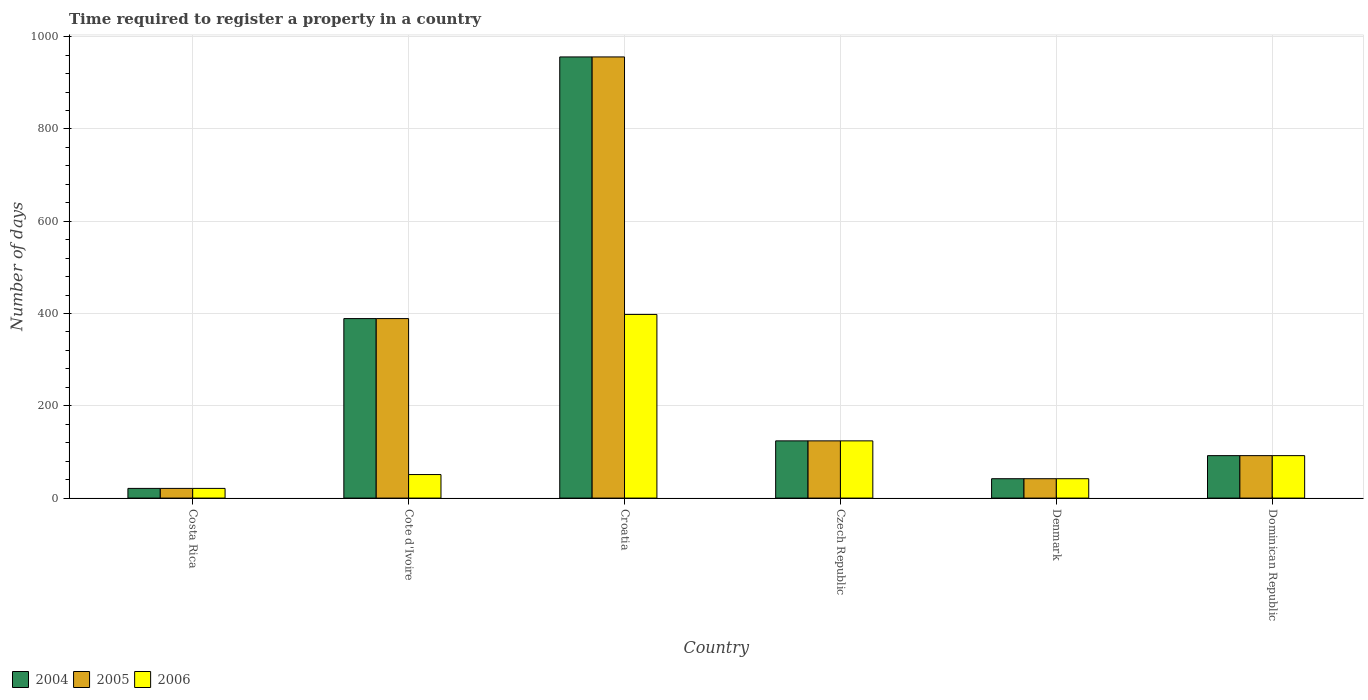 Time required to register a property in a country
Number of days
1000
800
600
400
200
0
Costa Rica
Cote d'Ivoire
Croatia
Czech Republic
Denmark
Dominican Republic
Country
2004
2005
2006